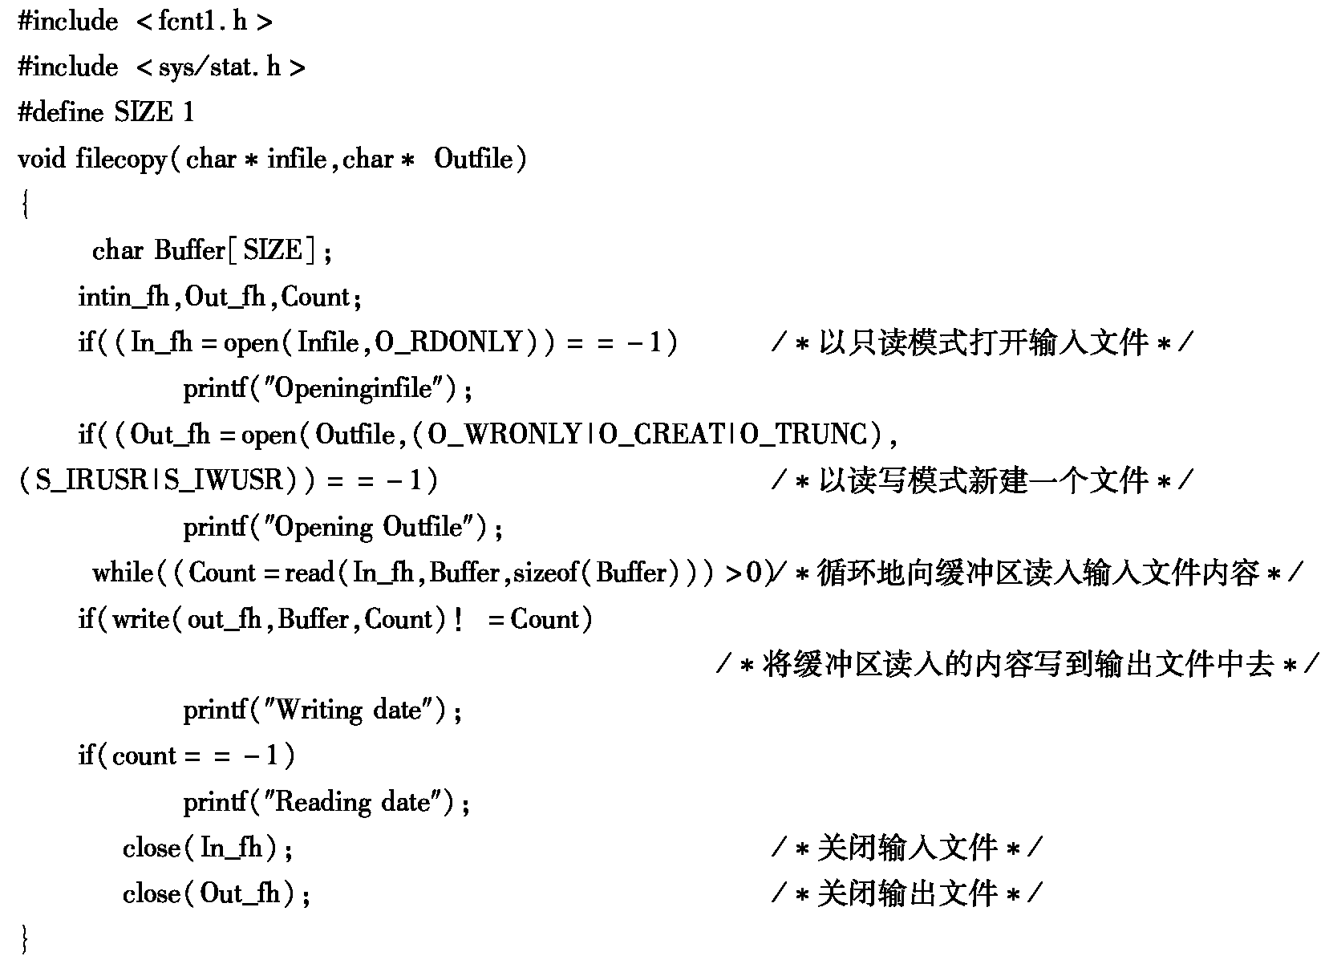 #include <fcnt1.h>
#include <sys/stat.h>
#define SIZE 1
void filecopy(char*infile,char* Outfile)
{
char Buffer[SIZE];
intin_fh,Out_fh,Count;
if((In_fh=open(Infile,O_RDONLY))= = -1) /*以只读模式打开输入文件*/
printf("Openinginfile");
if((Out_fh=open(Outfile,(O_WRONLY|O_CREAT|O_TRUNC),
(S_IRUSR|S_IWUSR))= = -1) /*以读写模式新建一个文件*/
printf("Opening Outfile");
while((Count=read(In_fh,Buffer,sizeof(Buffer)))>0)/*循环地向缓冲区读入输入文件内容*/
if(write(out_fh,Buffer,Count)! =Count)
/*将缓冲区读入的内容写到输出文件中去*/
printf("Writing date");
if(count= = -1)
printf("Reading date");
close(In_fh); /*关闭输入文件*/
close(Out_fh); /*关闭输出文件*/
}